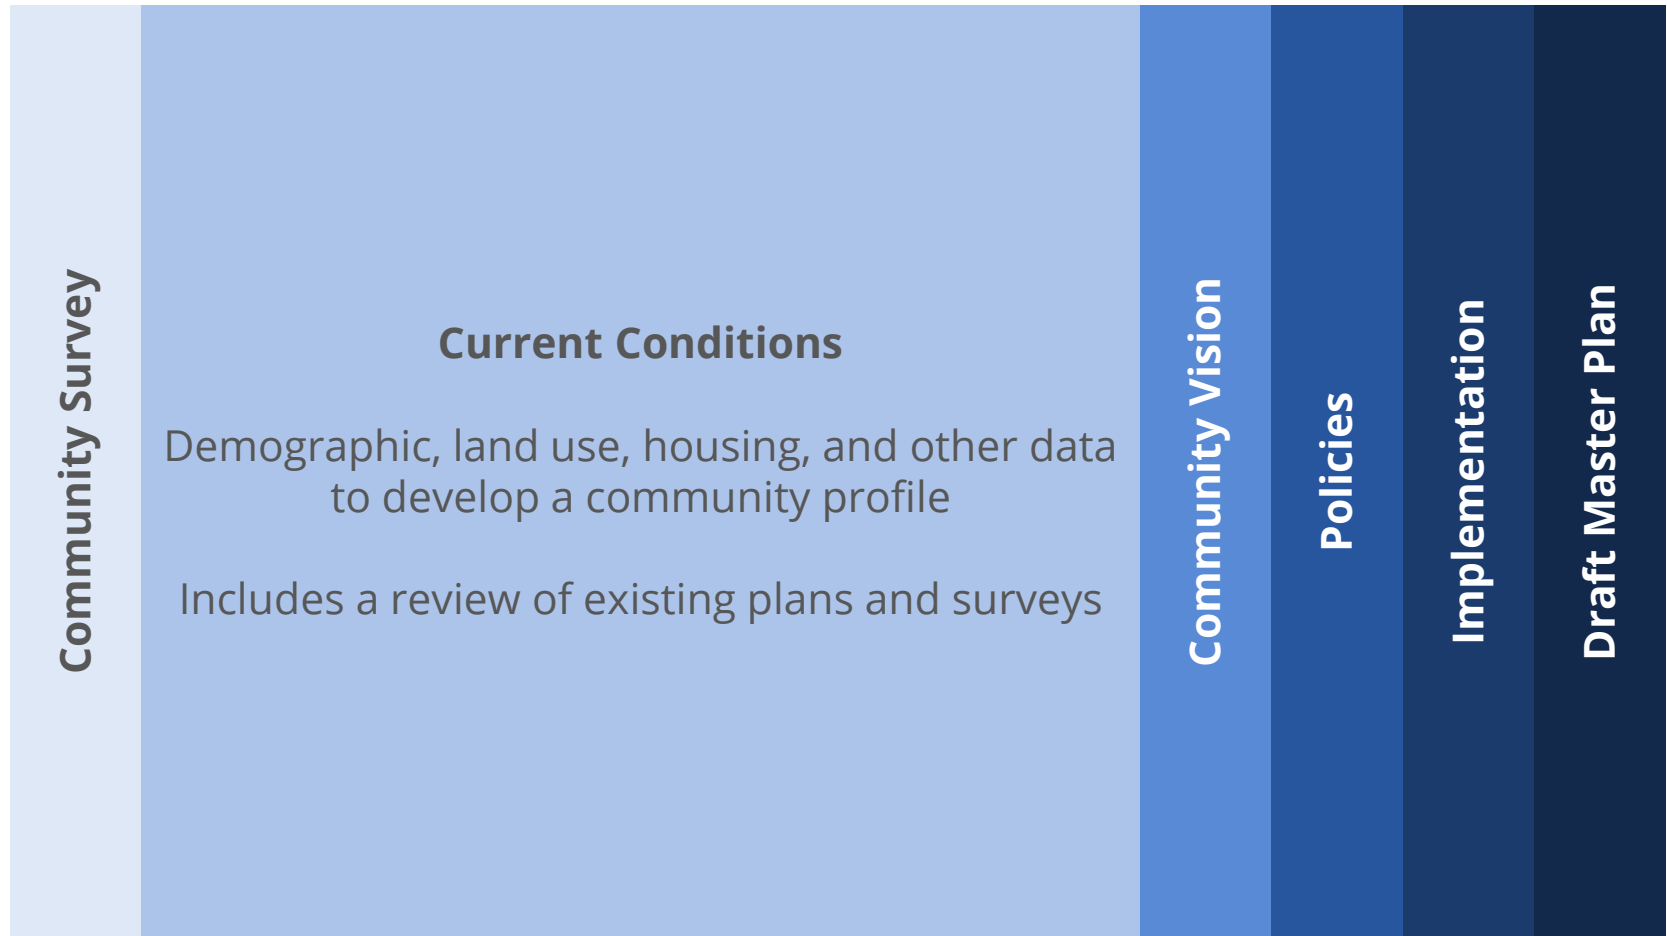 Community Survey
Current Conditions
Demographic, land use, housing, and other data
to develop a community profile
Includes a review of existing plans and surveys
Community Vision
Policies
Implementation
Draft Master Plan